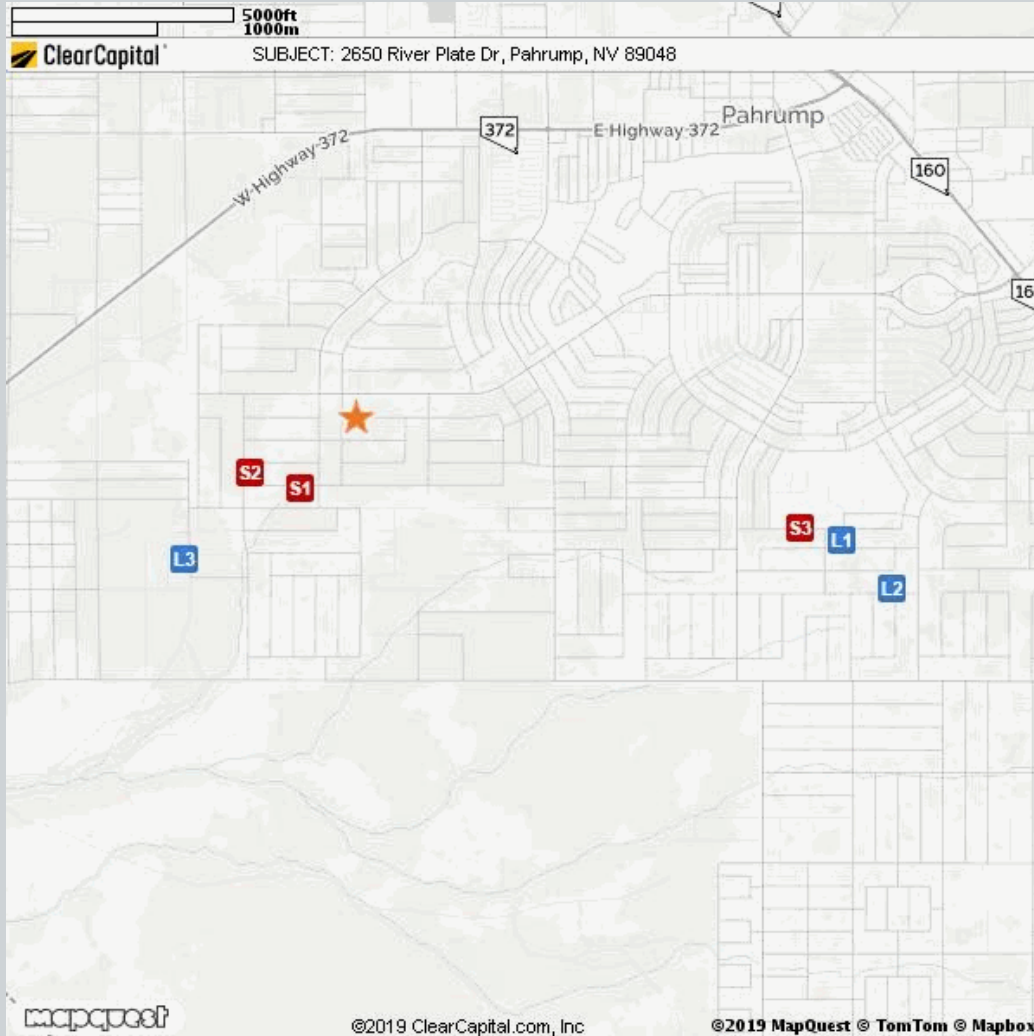 5000ft
1000m
ClearCapital
SUBJECT: 2650 River Plate Dr, Pahrump, NV 89048
Pahrump
372
W Highway 372
E Highway 372
160
16
S2
S1
S3
L1
L3
L2
mapquest
©2019 ClearCapital.com, Inc
©2019 MapQuest © TomTom © Mapbox